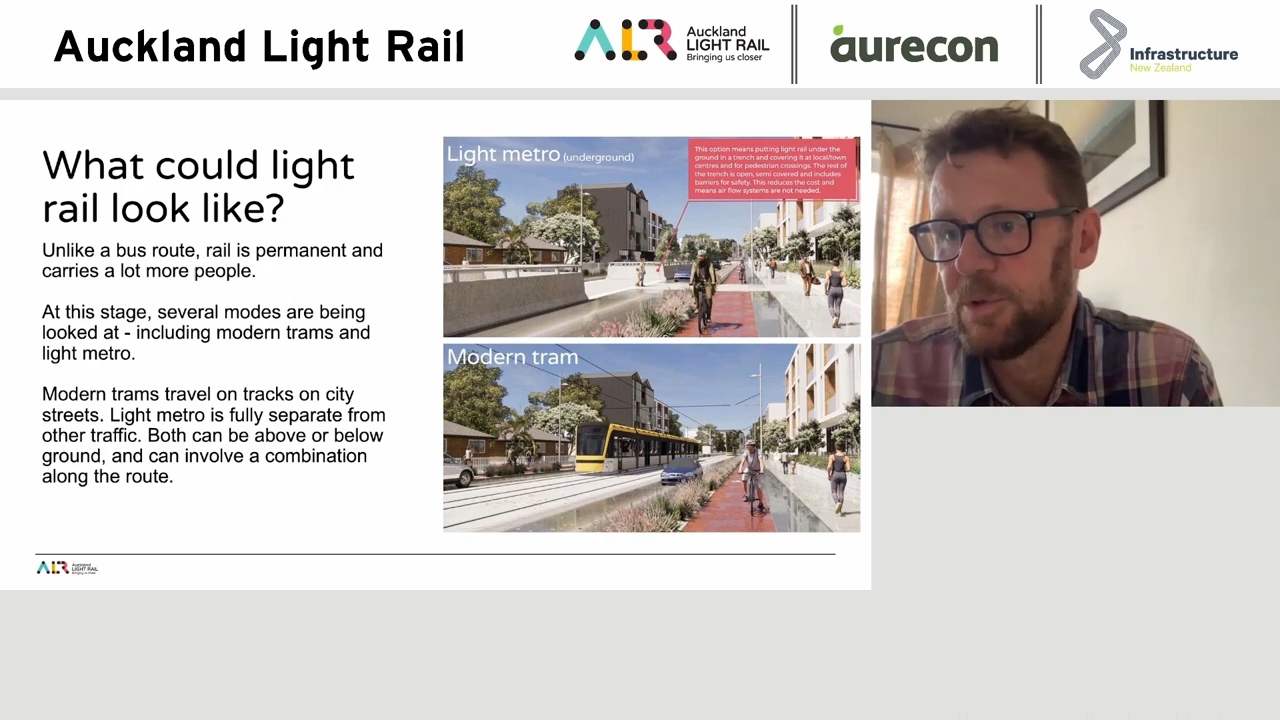 Auckland Light Rail
Auckland
LIGHT RAIL
Bringing us closer
aurecon
Infrastructure
New Zealand
What could light
rail look like?
Unlike a bus route, rail is permanent and
carries a lot more people.
At this stage, several modes are being
looked at - including modern trams and
light metro.
Modern trams travel on tracks on city
streets. Light metro is fully separate from
other traffic. Both can be above or below
ground, and can involve a combination
along the route.
Light metro (underground)
This option means putting light rail under the
ground in a trench and covering it at local/town
centres and for pedestrian crossings. The rest of
the trench is open, semi covered and includes
barriers for safety. This reduces the cost and
means air flow systems are not needed.
Modern tram
ALR
Auckland
LIGHT RAIL
Bringing us closer